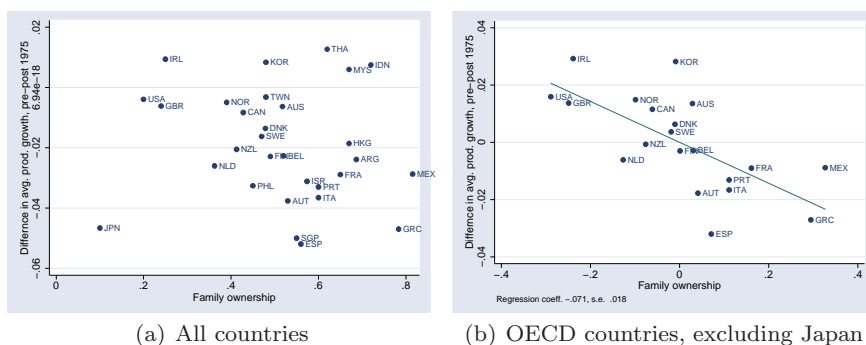 Differnce in avg. prod. growth, pre−post 1975
.02
6.94e−18
−.02
−.04
−.06
THA
IRL
KOR
IDN
MYS
USA
GBR
NOR
TWN
AUS
CAN
DNK
SWE
HKG
NZL
BEL
ARG
NLD
FRA
MEX
ISR
PHL
PRT
ITA
AUT
JPN
GRC
SGP
ESP
0
.2
.4
.6
.8
Family ownership
(a) All countries
Differnce in avg. prod. growth, pre−post 1975
.04
.02
0
−.02
−.04
IRL
KOR
USA
GBR
NOR
AUS
CAN
DNK
SWE
NZL
BEL
NLD
FRA
MEX
PRT
ITA
AUT
GRC
ESP
−.4
−.2
0
.2
.4
Family ownership
Regression coeff. −.071, s.e. .018
(b) OECD countries, excluding Japan